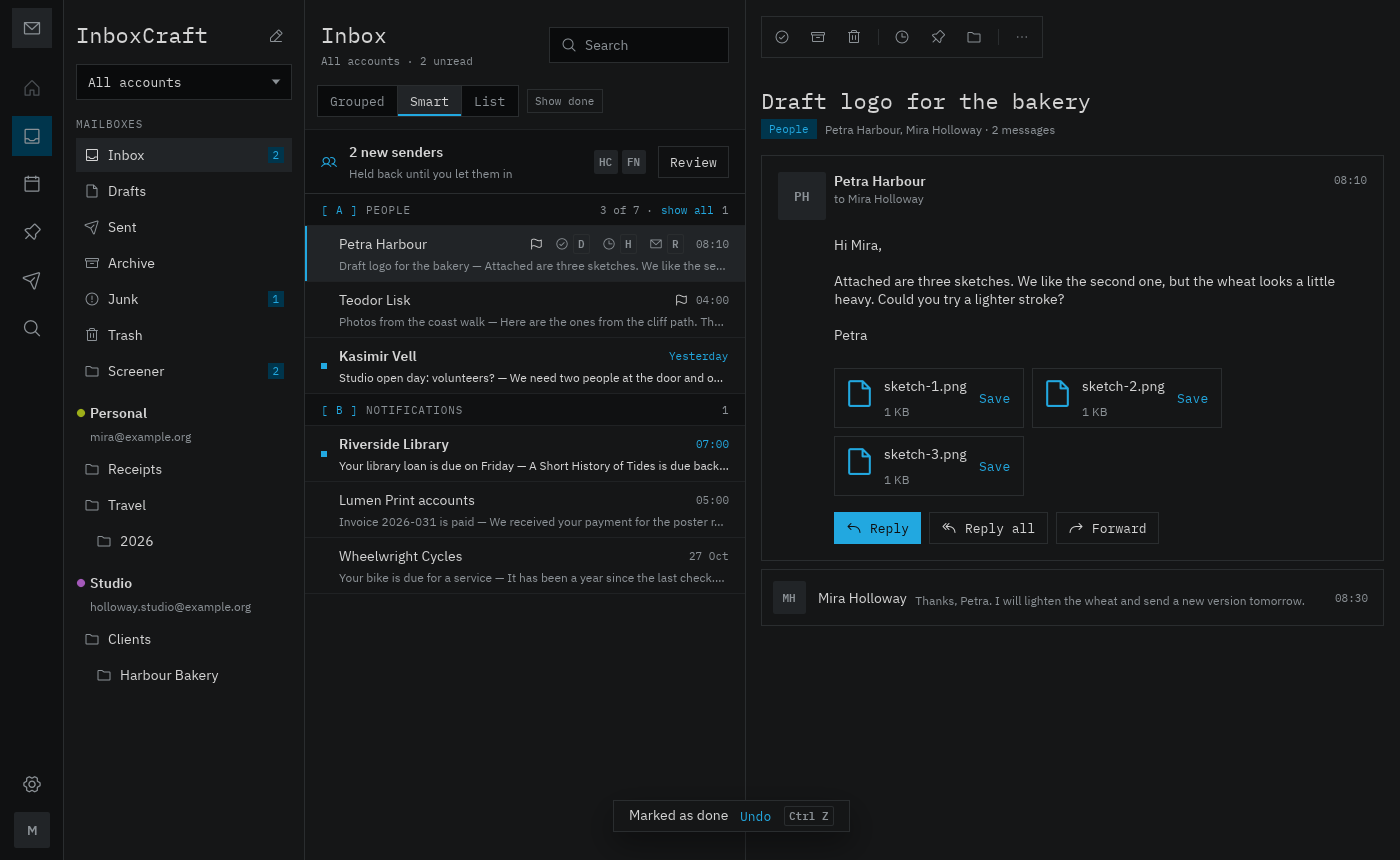 InboxCraft
All accounts
MAILBOXES
Inbox 2
Drafts
Sent
Archive
Junk 1
Trash
Screener 2
Personal
mira@example.org
Receipts
Travel
2026
Studio
holloway.studio@example.org
Clients
Harbour Bakery
M
Inbox
All accounts · 2 unread
Search
Grouped Smart List Show done
2 new senders
Held back until you let them in
HC FN Review
[ A ] PEOPLE 3 of 7 · show all 1
Petra Harbour D H R 08:10
Draft logo for the bakery — Attached are three sketches. We like the se...
Teodor Lisk 04:00
Photos from the coast walk — Here are the ones from the cliff path. Th...
Kasimir Vell Yesterday
Studio open day: volunteers? — We need two people at the door and o...
[ B ] NOTIFICATIONS 1
Riverside Library 07:00
Your library loan is due on Friday — A Short History of Tides is due back...
Lumen Print accounts 05:00
Invoice 2026-031 is paid — We received your payment for the poster r...
Wheelwright Cycles 27 Oct
Your bike is due for a service — It has been a year since the last check....
Draft logo for the bakery
People Petra Harbour, Mira Holloway · 2 messages
PH Petra Harbour 08:10
to Mira Holloway
Hi Mira,
Attached are three sketches. We like the second one, but the wheat looks a little
heavy. Could you try a lighter stroke?
Petra
sketch-1.png 1 KB Save
sketch-2.png 1 KB Save
sketch-3.png 1 KB Save
Reply Reply all Forward
MH Mira Holloway Thanks, Petra. I will lighten the wheat and send a new version tomorrow. 08:30
Marked as done Undo Ctrl Z